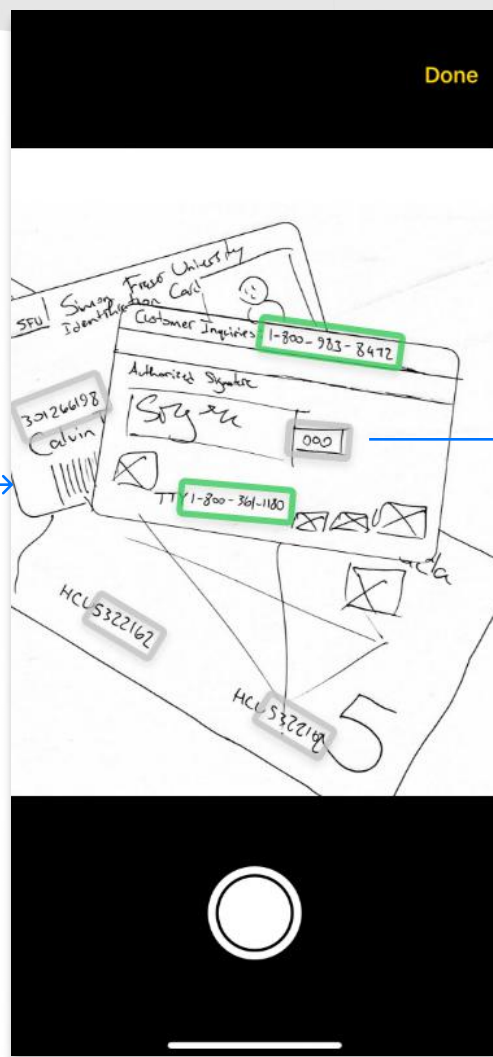 Done
SFU
Simon Fraser University
Identification Card
Customer Inquiries 1-800-983-8472
Authorized Signature
301266198
Calvin
000
TTY 1-800-361-1180
HCL5322162
HCL5322162
5